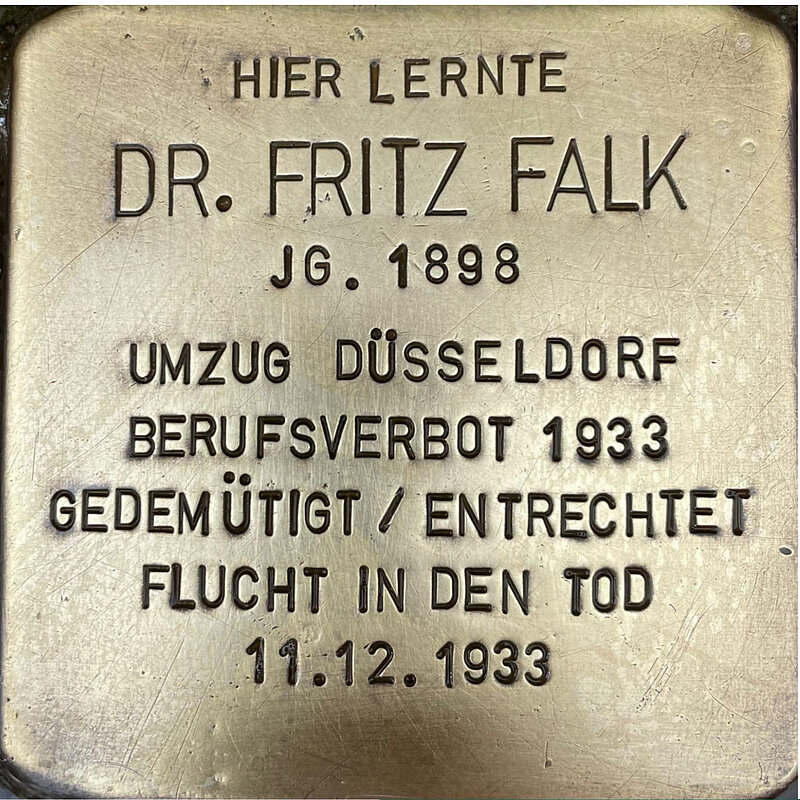 HIER LERNTE
DR. FRITZ FALK
JG. 1898
UMZUG DÜSSELDORF
BERUFSVERBOT 1933
GEDEMÜTIGT / ENTRECHTET
FLUCHT IN DEN TOD
11.12.1933